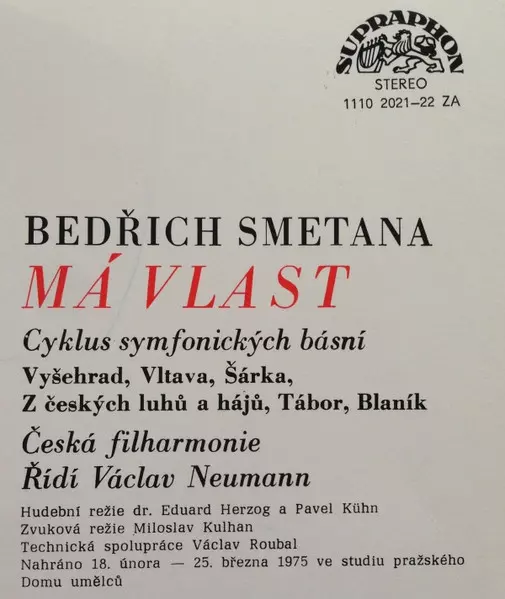 SUPRAPHON
STEREO
1110 2021–22 ZA
BEDŘICH SMETANA
MÁ VLAST
Cyklus symfonických básní
Vyšehrad, Vltava, Šárka,
Z českých luhů a hájů, Tábor, Blaník
Česká filharmonie
Řídí Václav Neumann
Hudební režie dr. Eduard Herzog a Pavel Kühn
Zvuková režie Miloslav Kulhan
Technická spolupráce Václav Roubal
Nahráno 18. února — 25. března 1975 ve studiu pražského
Domu umělců